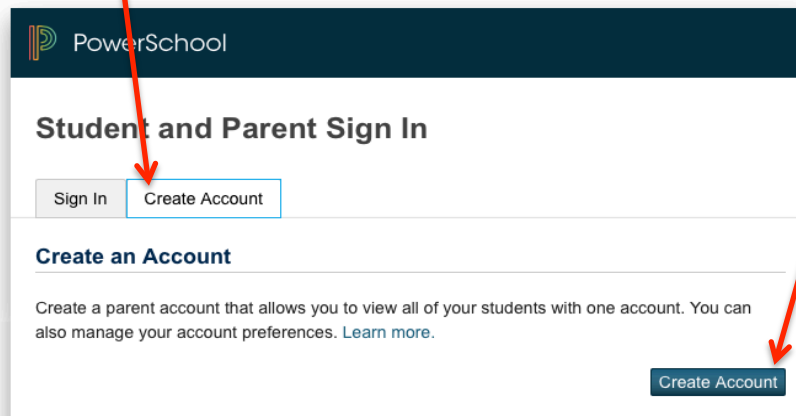 PowerSchool
Student and Parent Sign In
Sign In Create Account
Create an Account
Create a parent account that allows you to view all of your students with one account. You can
also manage your account preferences. Learn more.
Create Account